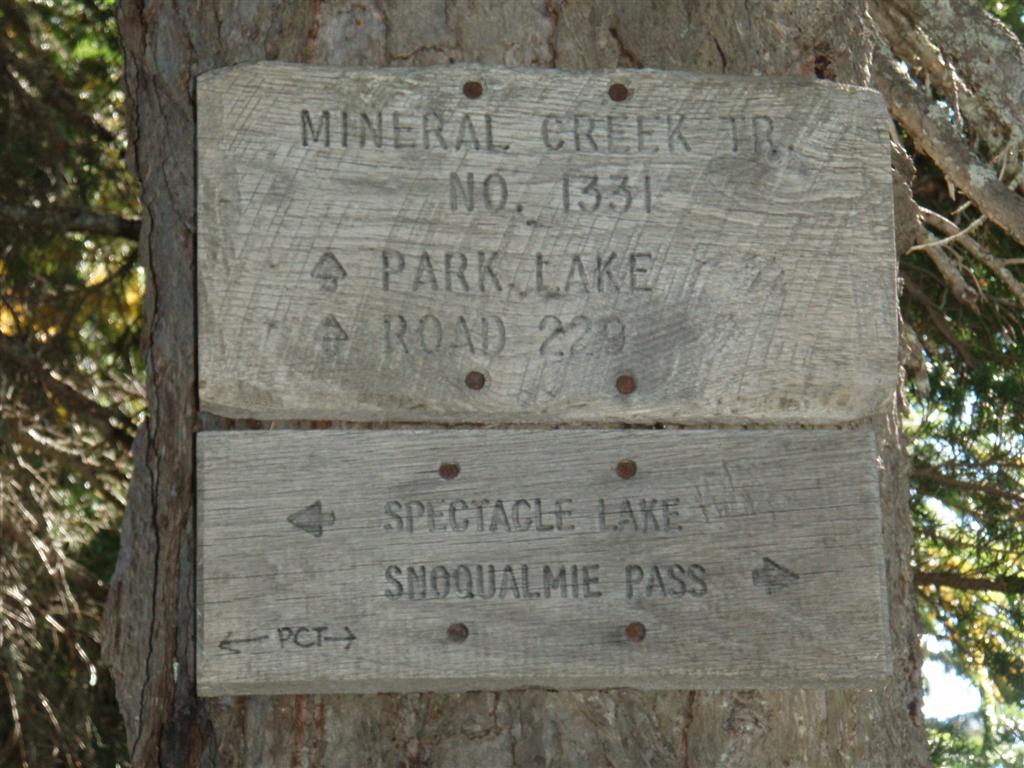 MINERAL CREEK TR.
NO. 1331
PARK LAKE
ROAD 229
SPECTACLE LAKE
SNOQUALMIE PASS
PCT